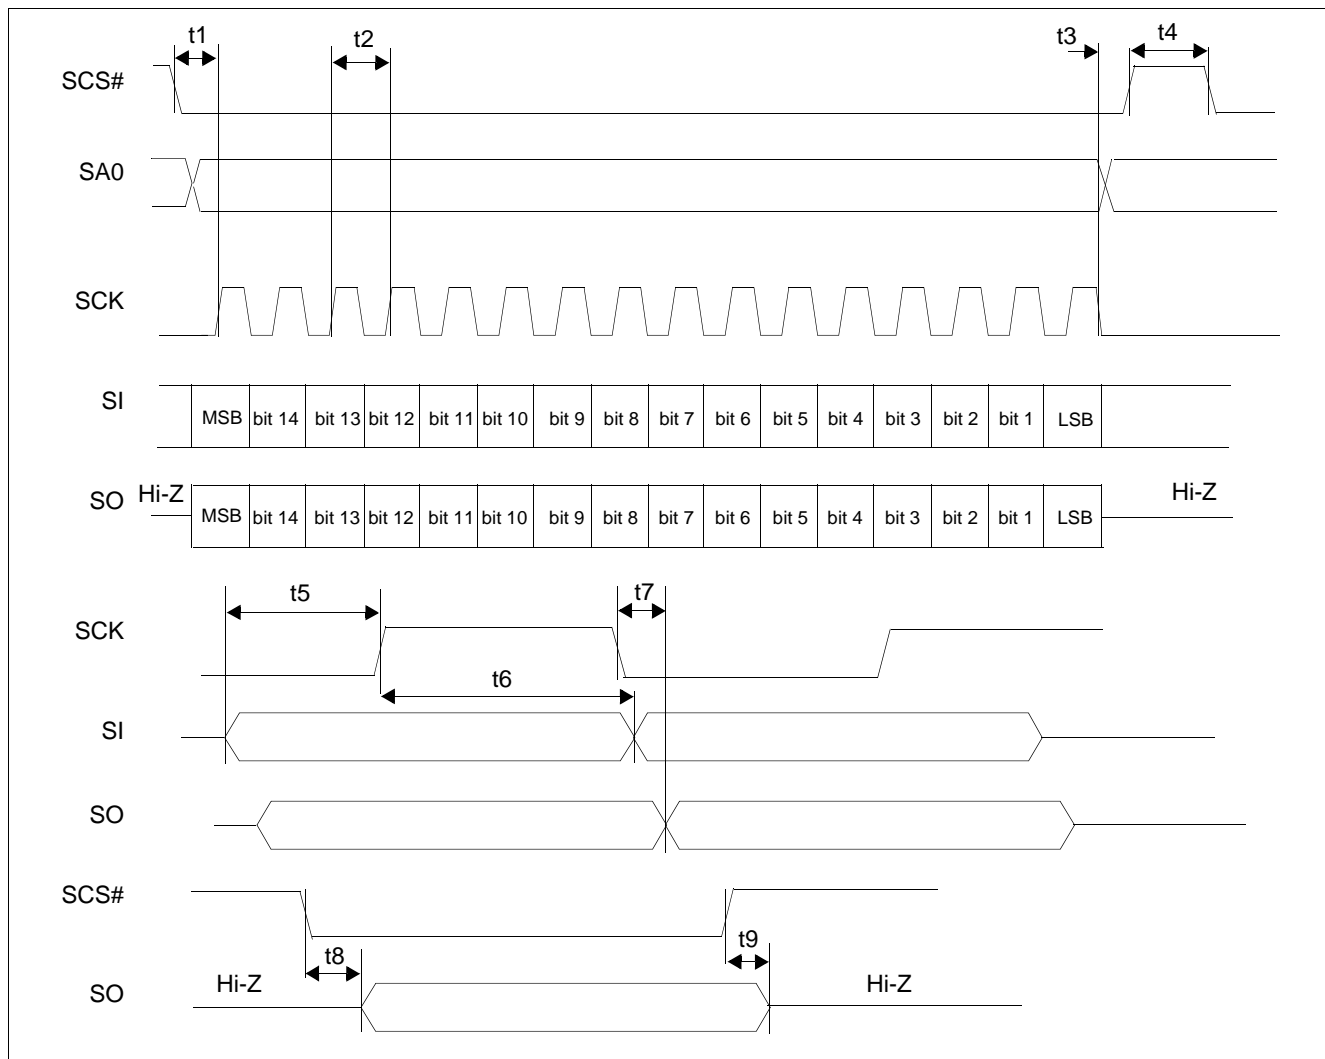 t1 t2 t3 t4
SCS#
SA0
SCK
SI MSB bit 14 bit 13 bit 12 bit 11 bit 10 bit 9 bit 8 bit 7 bit 6 bit 5 bit 4 bit 3 bit 2 bit 1 LSB
SO Hi-Z MSB bit 14 bit 13 bit 12 bit 11 bit 10 bit 9 bit 8 bit 7 bit 6 bit 5 bit 4 bit 3 bit 2 bit 1 LSB Hi-Z
t5 t7
SCK
t6
SI
SO
SCS#
t8 t9
SO Hi-Z Hi-Z